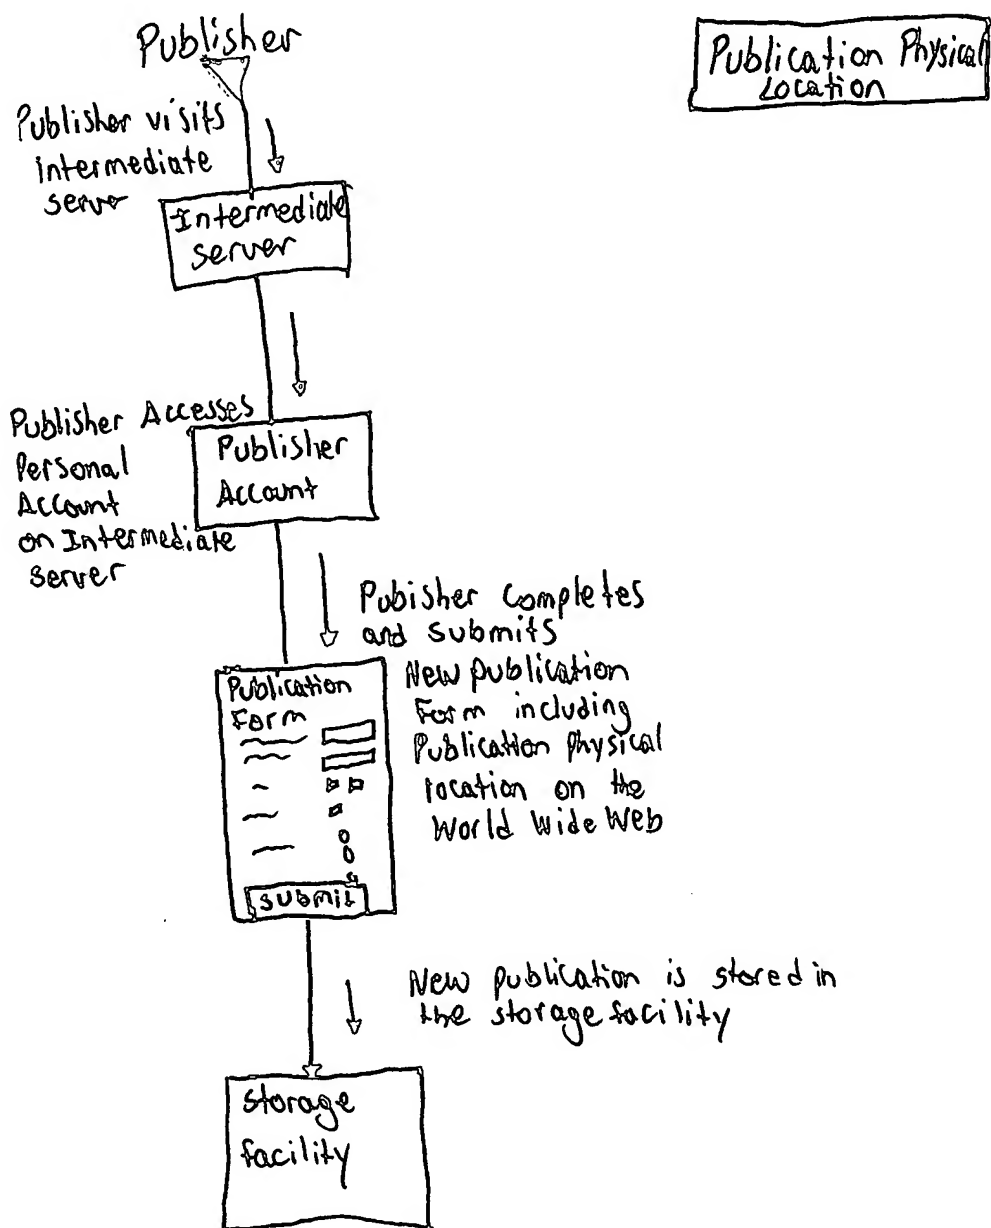 Publisher
Publication Physical
Location
Publisher visits
intermediate
server
Intermediate
server
Publisher Accesses
Personal
Account
on Intermediate
server
Publisher
Account
Pubisher completes
and submits
New publication
Form including
Publication physical
location on the
World Wide Web
Publication
Form
submit
New publication is stored in
the storage facility
storage
facility